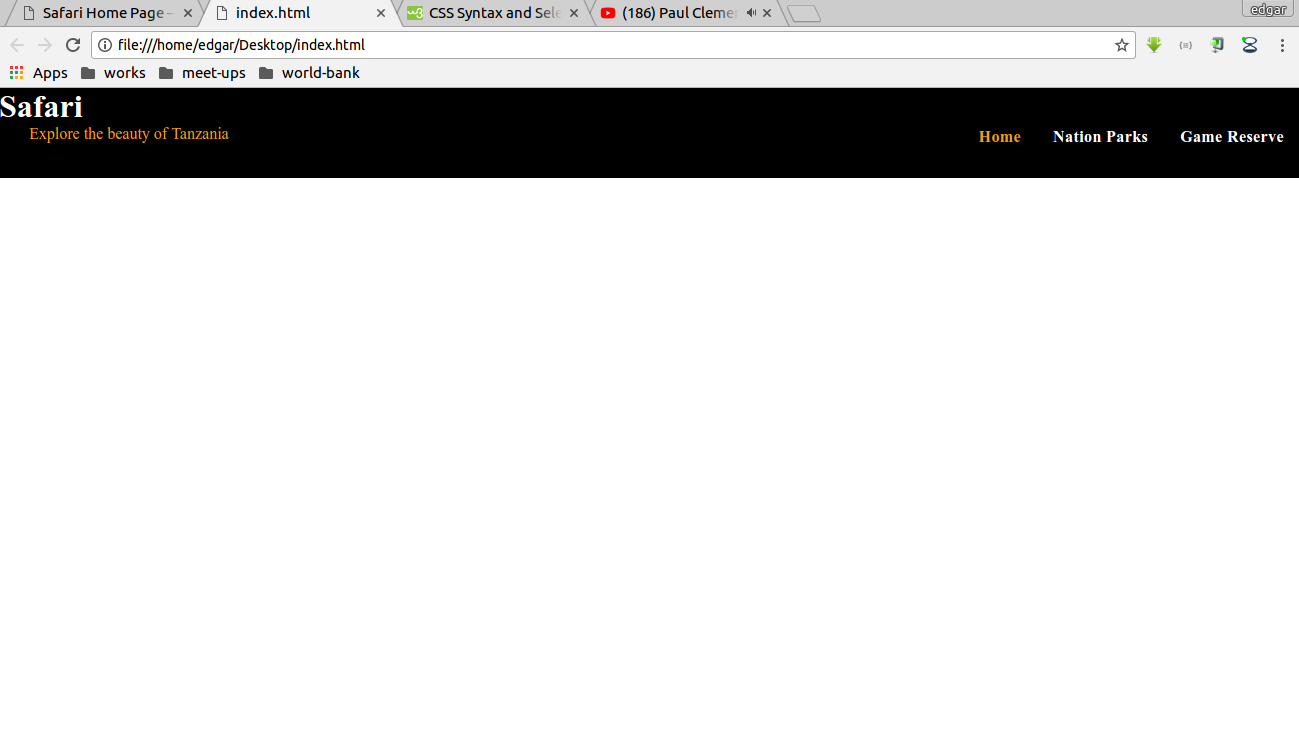 Safari Home Page
index.html
CSS Syntax and Sele
(186) Paul Clemen
edgar
file:///home/edgar/Desktop/index.html
Apps
works
meet-ups
world-bank
Safari
Explore the beauty of Tanzania
Home
Nation Parks
Game Reserve